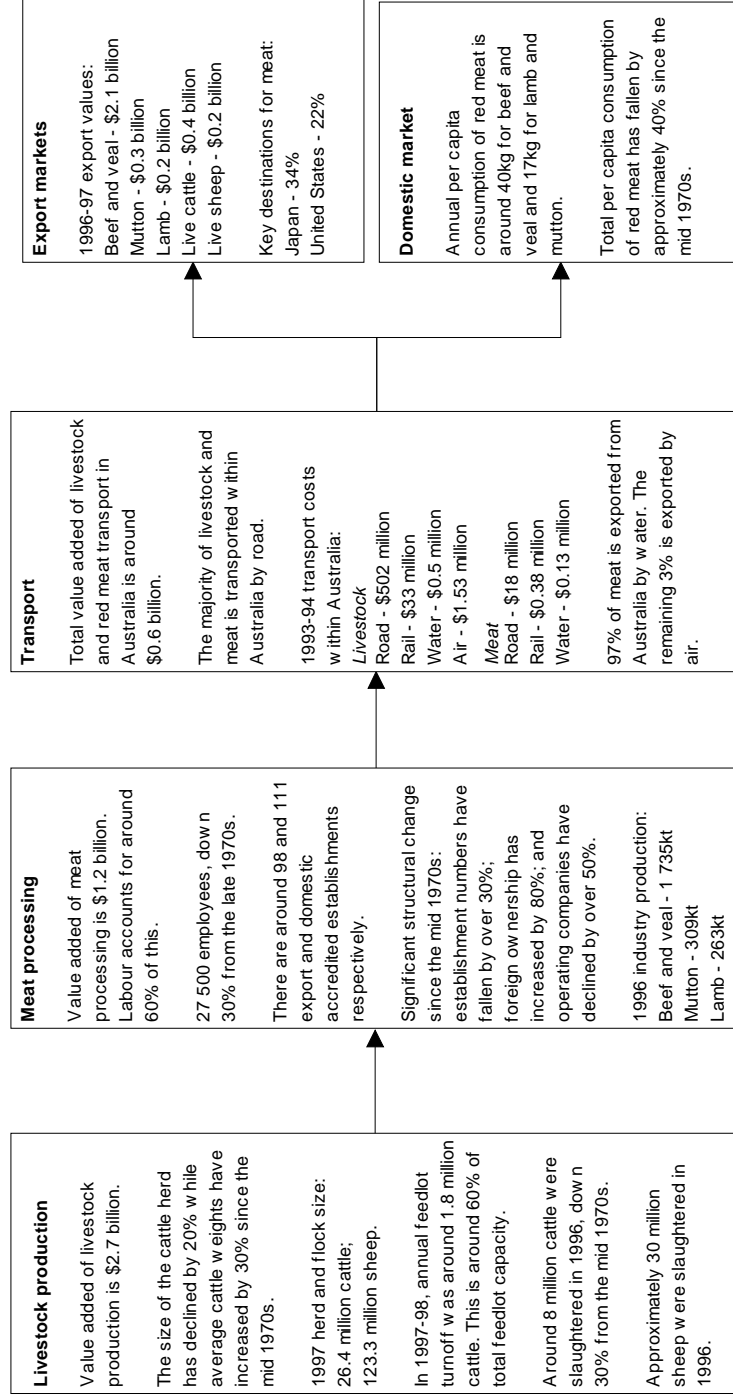 Livestock production
Value added of livestock
production is $2.7 billion.
The size of the cattle herd
has declined by 20% while
average cattle weights have
increased by 30% since the
mid 1970s.
1997 herd and flock size:
26.4 million cattle;
123.3 million sheep.
In 1997-98, annual feedlot
turnoff was around 1.8 million
cattle. This is around 60% of
total feedlot capacity.
Around 8 million cattle were
slaughtered in 1996, down
30% from the mid 1970s.
Approximately 30 million
sheep were slaughtered in
1996.
Meat processing
Value added of meat
processing is $1.2 billion.
Labour accounts for around
60% of this.
27 500 employees, down
30% from the late 1970s.
There are around 98 and 111
export and domestic
accredited establishments
respectively.
Significant structural change
since the mid 1970s:
establishment numbers have
fallen by over 30%;
foreign ownership has
increased by 80%; and
operating companies have
declined by over 50%.
1996 industry production:
Beef and veal - 1 735kt
Mutton - 309kt
Lamb - 263kt
Transport
Total value added of livestock
and red meat transport in
Australia is around
$0.6 billion.
The majority of livestock and
meat is transported within
Australia by road.
1993-94 transport costs
within Australia:
Livestock
Road - $502 million
Rail - $33 million
Water - $0.5 million
Air - $1.53 million
Meat
Road - $18 million
Rail - $0.38 million
Water - $0.13 million
97% of meat is exported from
Australia by water. The
remaining 3% is exported by
air.
Export markets
1996-97 export values:
Beef and veal - $2.1 billion
Mutton - $0.3 billion
Lamb - $0.2 billion
Live cattle - $0.4 billion
Live sheep - $0.2 billion
Key destinations for meat:
Japan - 34%
United States - 22%
Domestic market
Annual per capita
consumption of red meat is
around 40kg for beef and
veal and 17kg for lamb and
mutton.
Total per capita consumption
of red meat has fallen by
approximately 40% since the
mid 1970s.